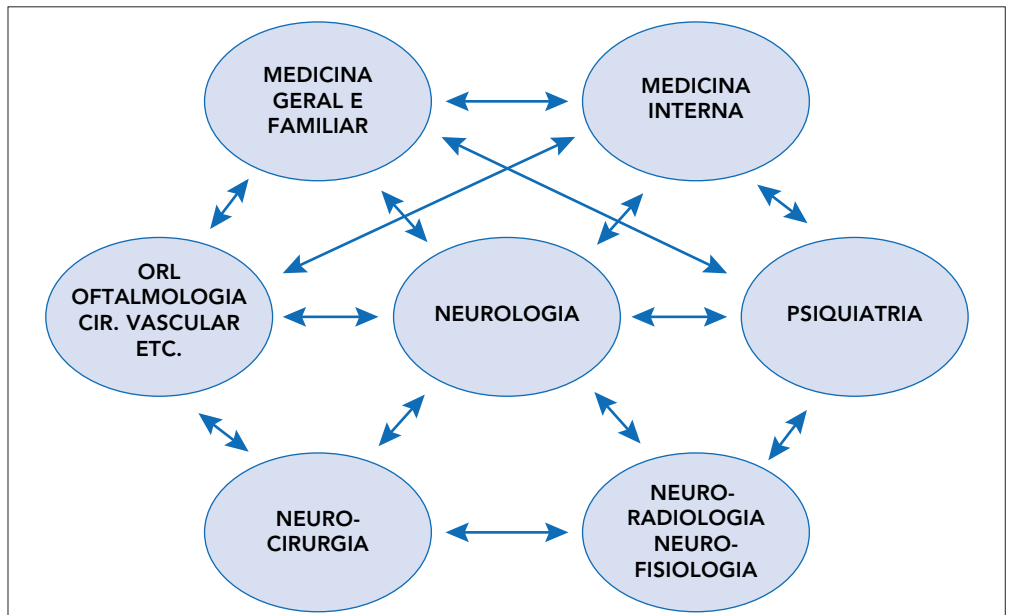 MEDICINA
GERAL E
FAMILIAR
MEDICINA
INTERNA
ORL
OFTALMOLOGIA
CIR. VASCULAR
ETC.
NEUROLOGIA
PSIQUIATRIA
NEURO-
CIRURGIA
NEURO-
RADIOLOGIA
NEURO-
FISIOLOGIA